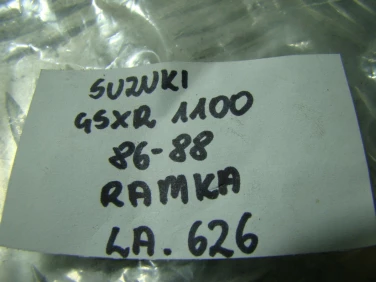 SUZUKI
GSXR 1100
86-88
RAMKA
LA. 626